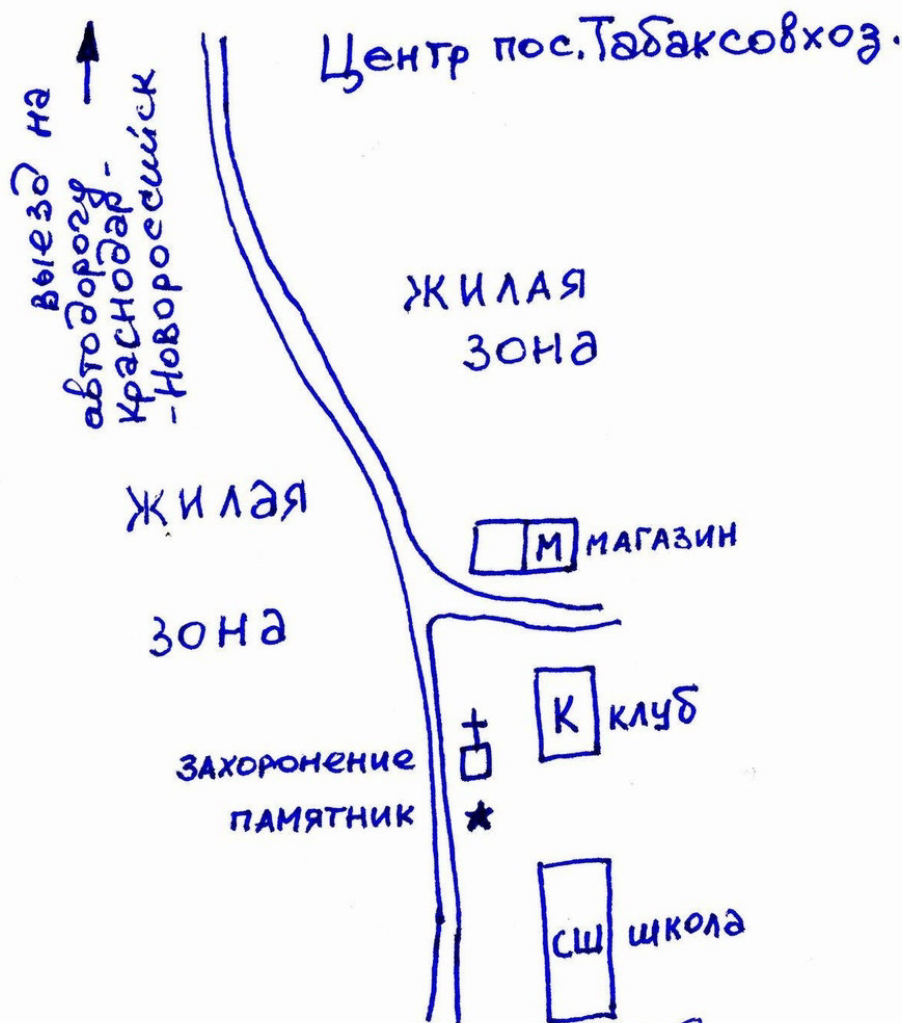 Центр пос. Табаксовхоз.
выезд на
автодорогу
Краснодар-
-Новороссийск
ЖИЛАЯ
ЗОНА
ЖИЛАЯ
ЗОНА
М МАГАЗИН
К КЛУБ
ЗАХОРОНЕНИЕ
ПАМЯТНИК
СШ ШКОЛА